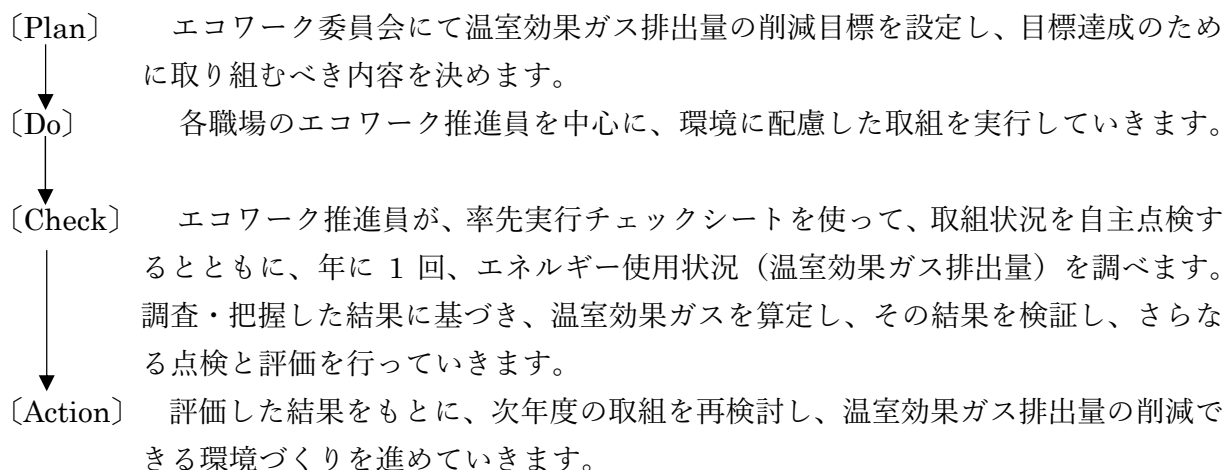 〔Plan〕 エコワーク委員会にて温室効果ガス排出量の削減目標を設定し、目標達成のため
に取り組むべき内容を決めます。
〔Do〕 各職場のエコワーク推進員を中心に、環境に配慮した取組を実行していきます。
〔Check〕 エコワーク推進員が、率先実行チェックシートを使って、取組状況を自主点検す
るとともに、年に 1 回、エネルギー使用状況（温室効果ガス排出量）を調べます。
調査・把握した結果に基づき、温室効果ガスを算定し、その結果を検証し、さらな
る点検と評価を行っていきます。
〔Action〕 評価した結果をもとに、次年度の取組を再検討し、温室効果ガス排出量の削減で
きる環境づくりを進めていきます。